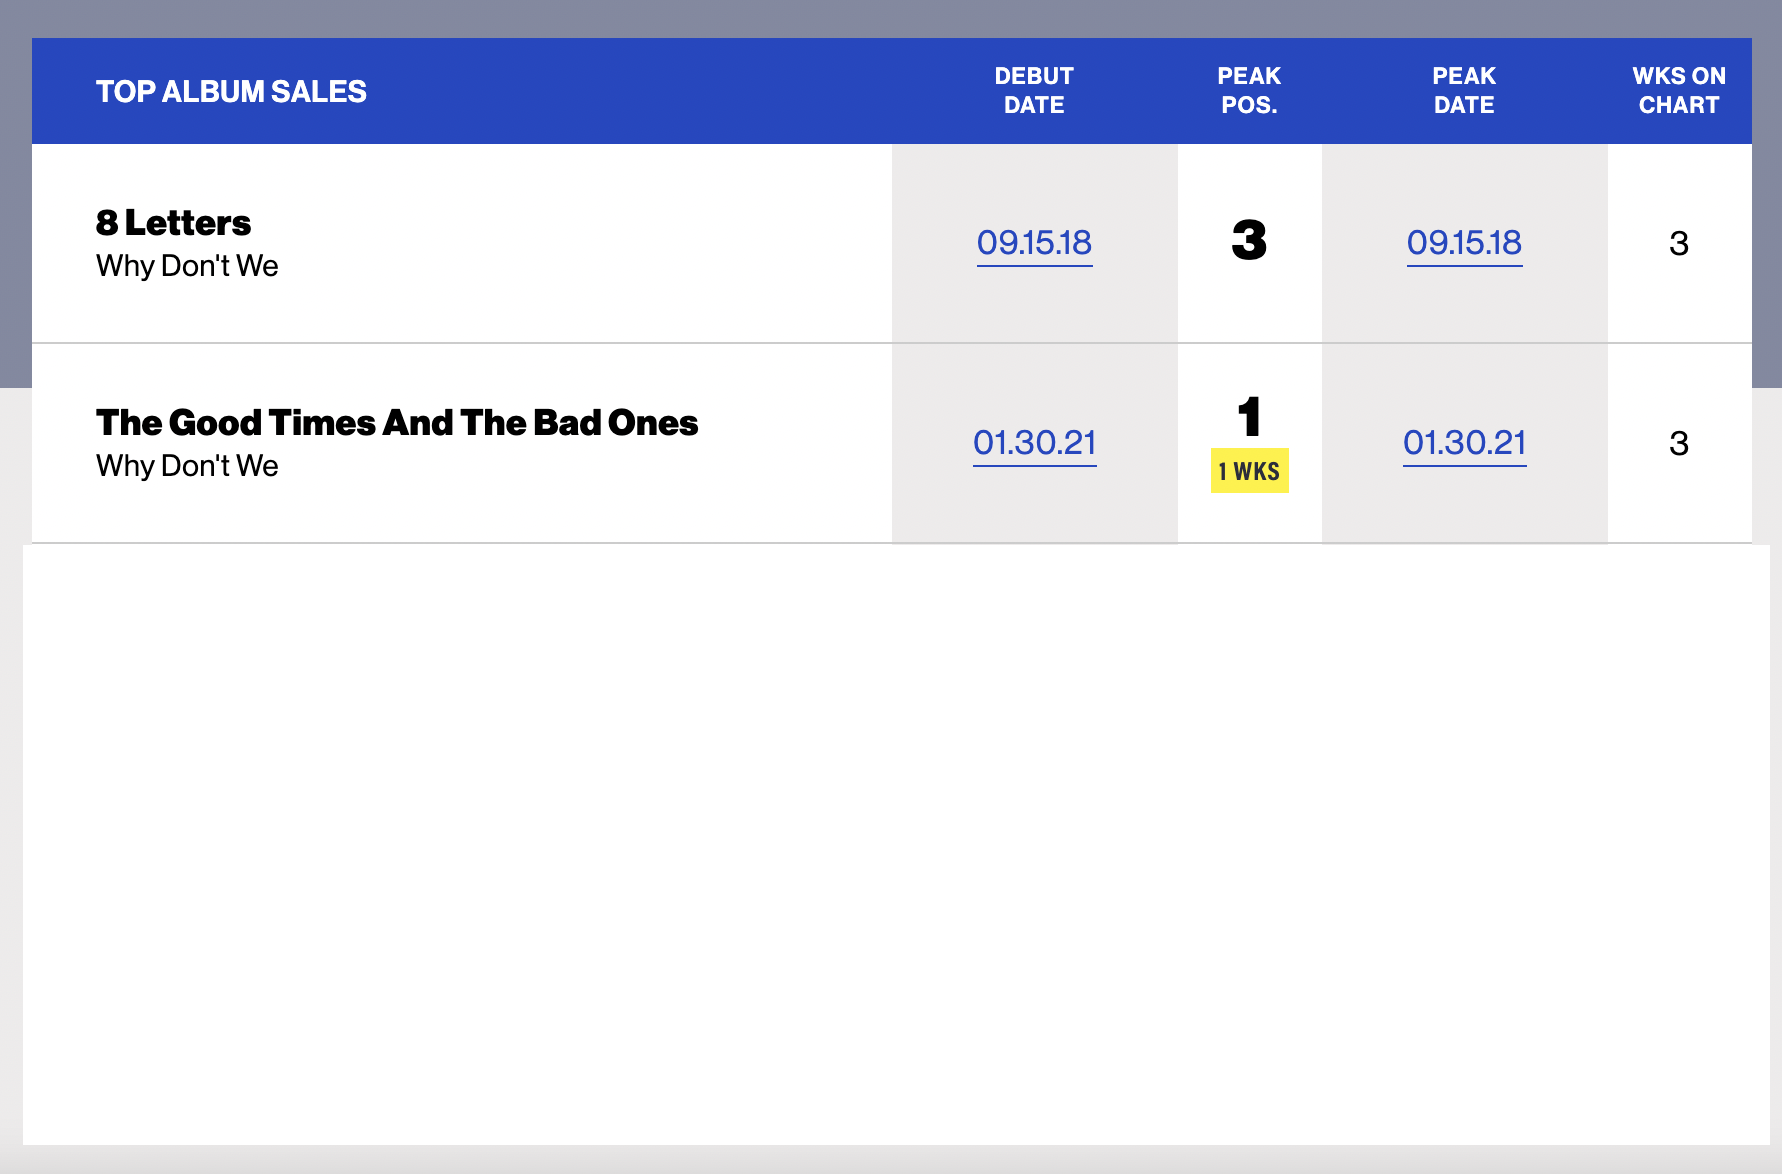 TOP ALBUM SALES
DEBUT
DATE
PEAK
POS.
PEAK
DATE
WKS ON
CHART
8 Letters
Why Don't We
09.15.18
3
09.15.18
3
The Good Times And The Bad Ones
Why Don't We
01.30.21
1
1 WKS
01.30.21
3